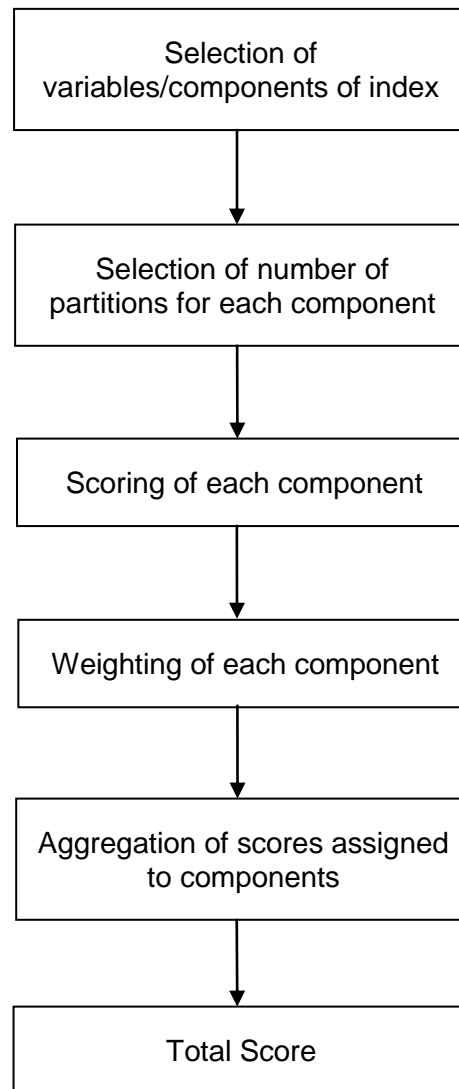 Selection of
variables/components of index
Selection of number of
partitions for each component
Scoring of each component
Weighting of each component
Aggregation of scores assigned
to components
Total Score